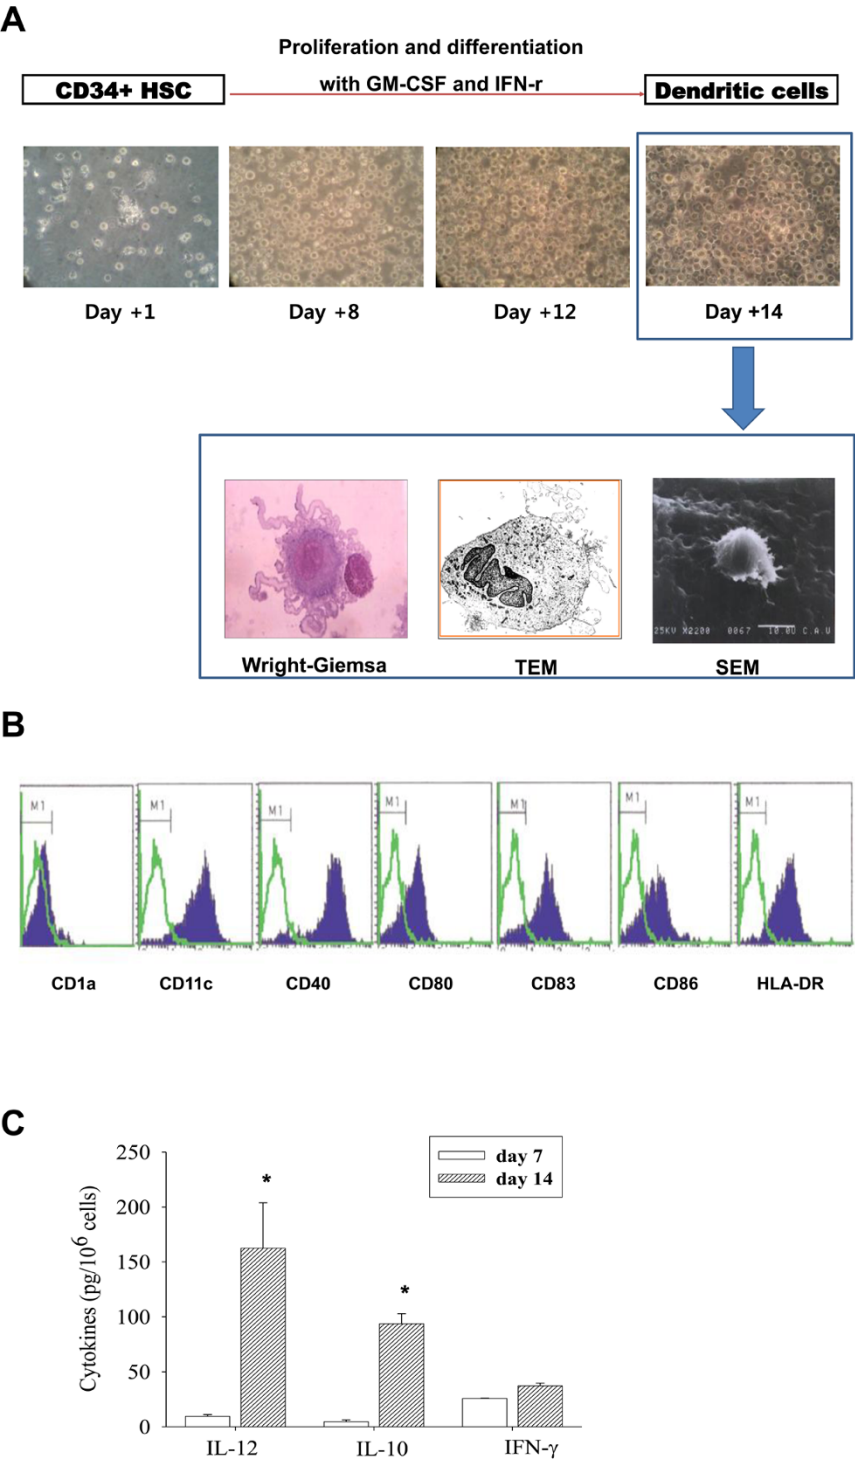 A
Proliferation and differentiation
with GM-CSF and IFN-r
CD34+ HSC
Dendritic cells
Day +1
Day +8
Day +12
Day +14
25KV X2200 0067 10.0U C.A.U
Wright-Giemsa
TEM
SEM
B
M1
M1
M1
M1
M1
M1
M1
CD1a
CD11c
CD40
CD80
CD83
CD86
HLA-DR
C
Cytokines (pg/10⁶ cells)
250
200
150
100
50
0
day 7
day 14
*
*
IL-12
IL-10
IFN-γ